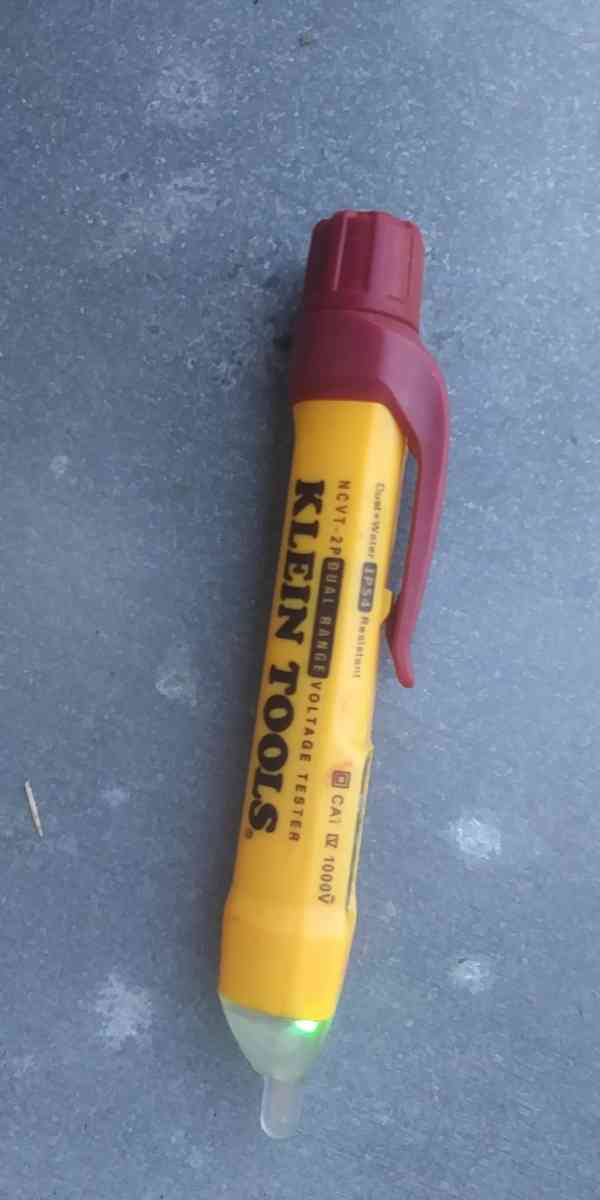 Dust+Water IP54 Resistant
CAT IV 1000V
NCVT-2P DUAL RANGE VOLTAGE TESTER
KLEIN TOOLS®